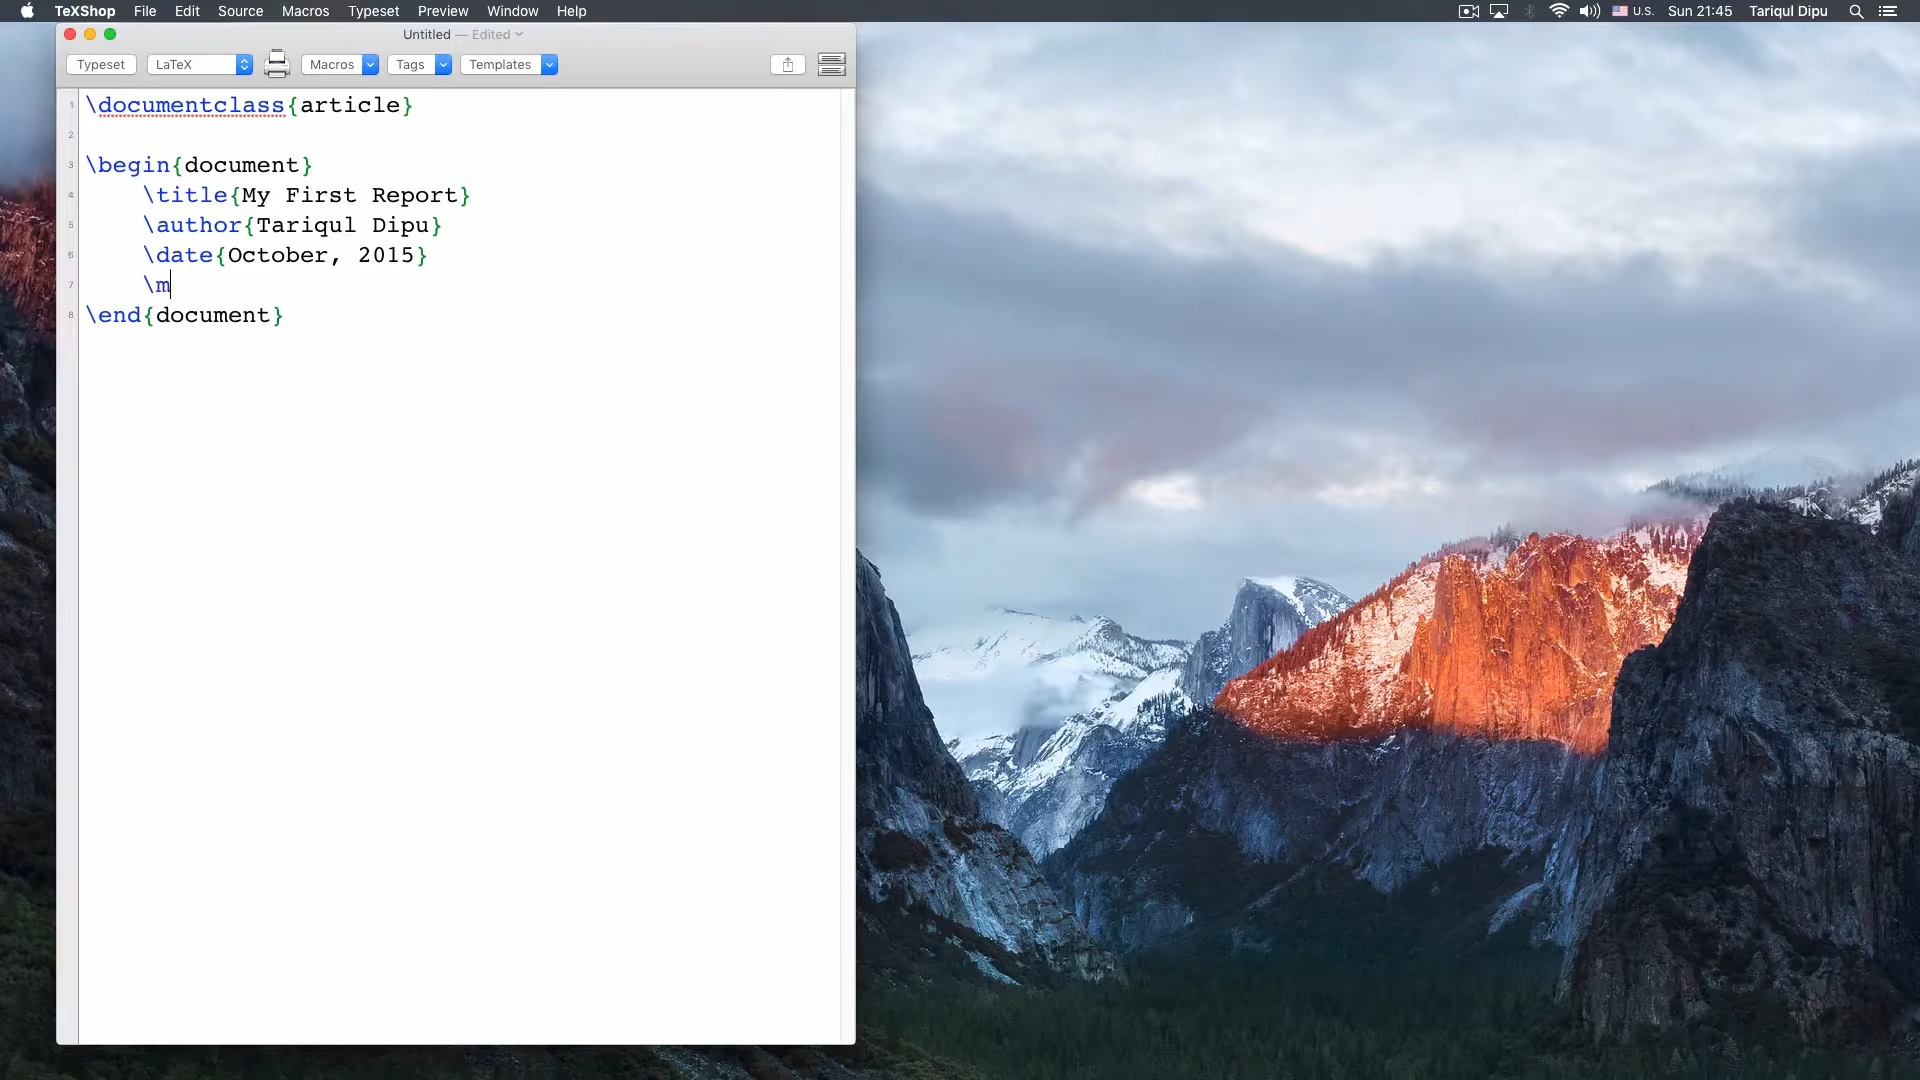 TeXShop File Edit Source Macros Typeset Preview Window Help U.S. Sun 21:45 Tariqul Dipu
Untitled — Edited
Typeset LaTeX Macros Tags Templates
1 \documentclass{article}
2
3 \begin{document}
4 \title{My First Report}
5 \author{Tariqul Dipu}
6 \date{October, 2015}
7 \m
8 \end{document}